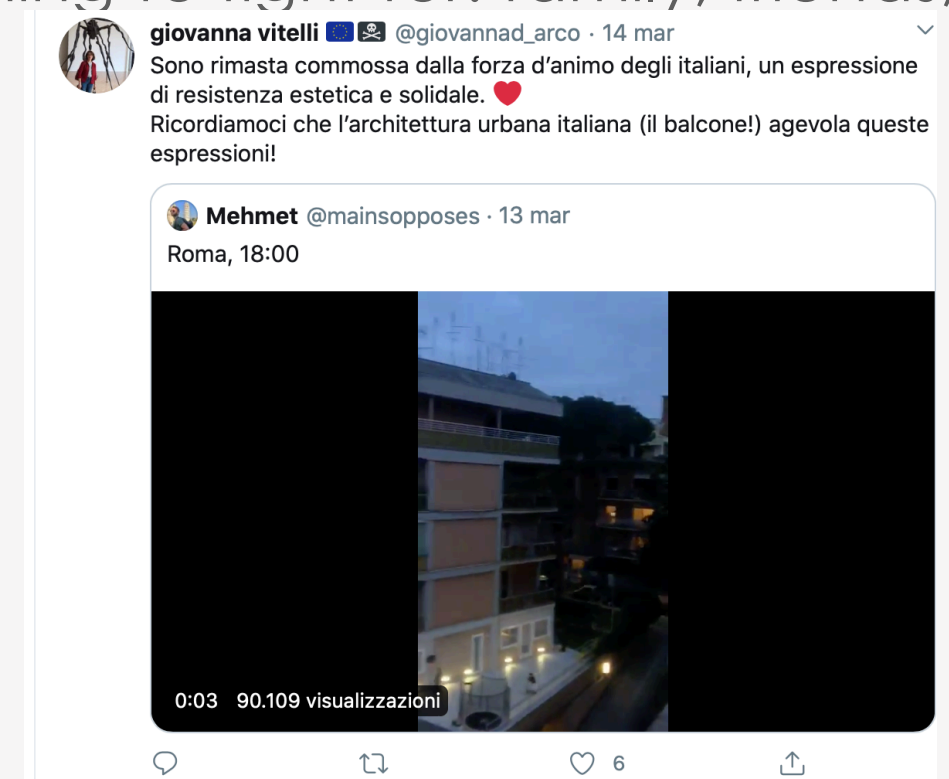 giovanna vitelli 🇪🇺☠️ @giovannad_arco · 14 mar
Sono rimasta commossa dalla forza d’animo degli italiani, un espressione
di resistenza estetica e solidale. ❤️
Ricordiamoci che l’architettura urbana italiana (il balcone!) agevola queste
espressioni!
Mehmet @mainsopposes · 13 mar
Roma, 18:00
0:03 90.109 visualizzazioni
6